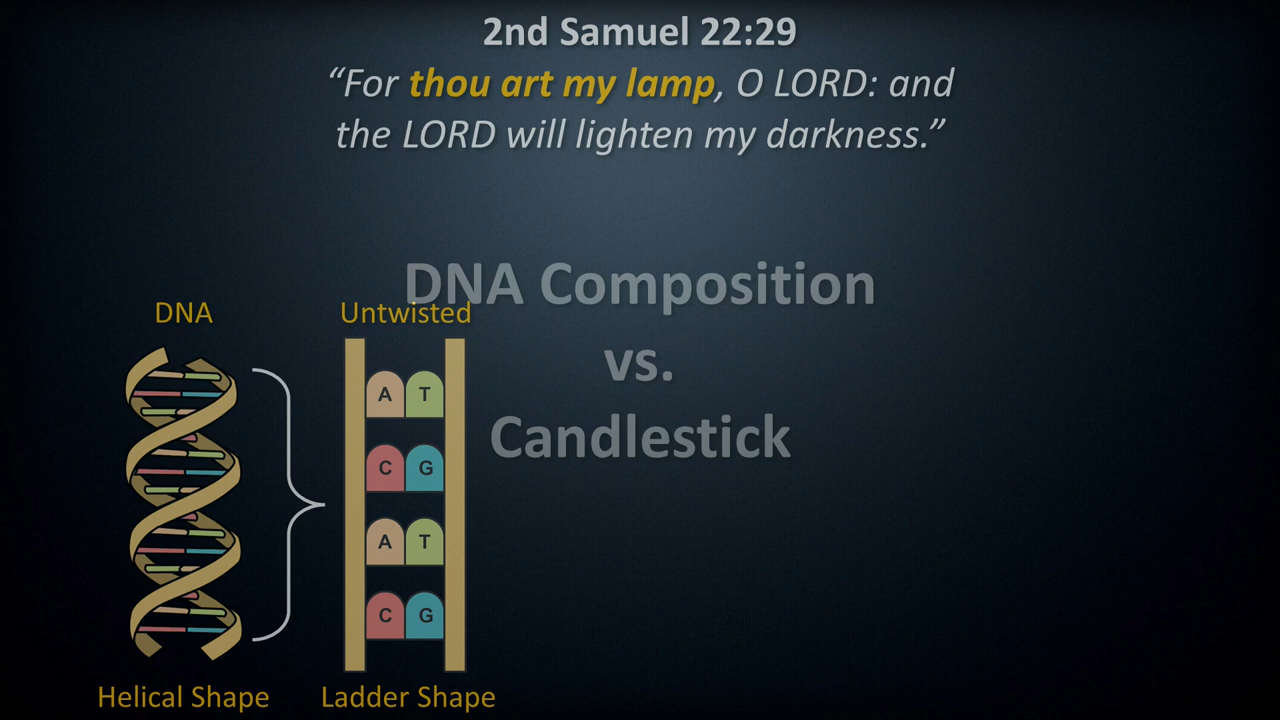 2nd Samuel 22:29
“For thou art my lamp, O LORD: and
the LORD will lighten my darkness.”
DNA Composition
vs.
Candlestick
DNA
Untwisted
A T
C G
A T
C G
Helical Shape
Ladder Shape